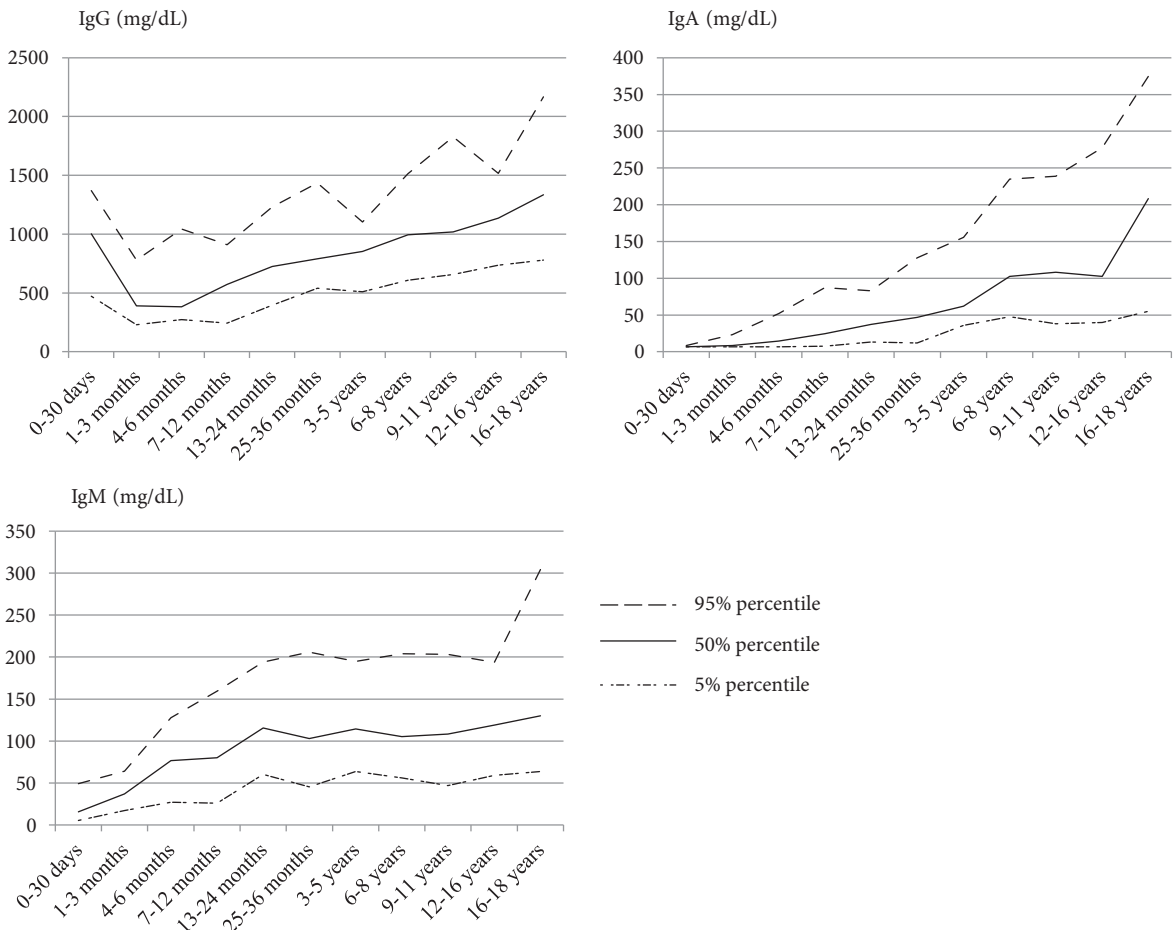 IgG (mg/dL)
2500
2000
1500
1000
500
0
0-30 days
1-3 months
4-6 months
7-12 months
13-24 months
25-36 months
3-5 years
6-8 years
9-11 years
12-16 years
16-18 years
IgA (mg/dL)
400
350
300
250
200
150
100
50
0
0-30 days
1-3 months
4-6 months
7-12 months
13-24 months
25-36 months
3-5 years
6-8 years
9-11 years
12-16 years
16-18 years
IgM (mg/dL)
350
300
250
200
150
100
50
0
0-30 days
1-3 months
4-6 months
7-12 months
13-24 months
25-36 months
3-5 years
6-8 years
9-11 years
12-16 years
16-18 years
95% percentile
50% percentile
5% percentile